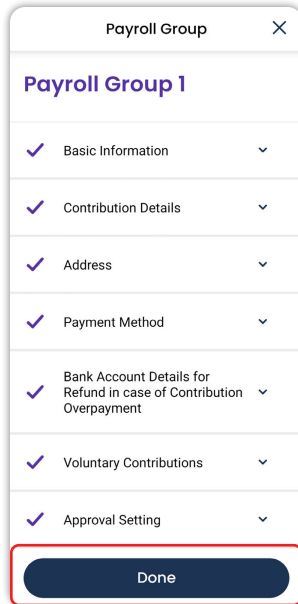 Payroll Group
Payroll Group 1
Basic Information
Contribution Details
Address
Payment Method
Bank Account Details for
Refund in case of Contribution
Overpayment
Voluntary Contributions
Approval Setting
Done